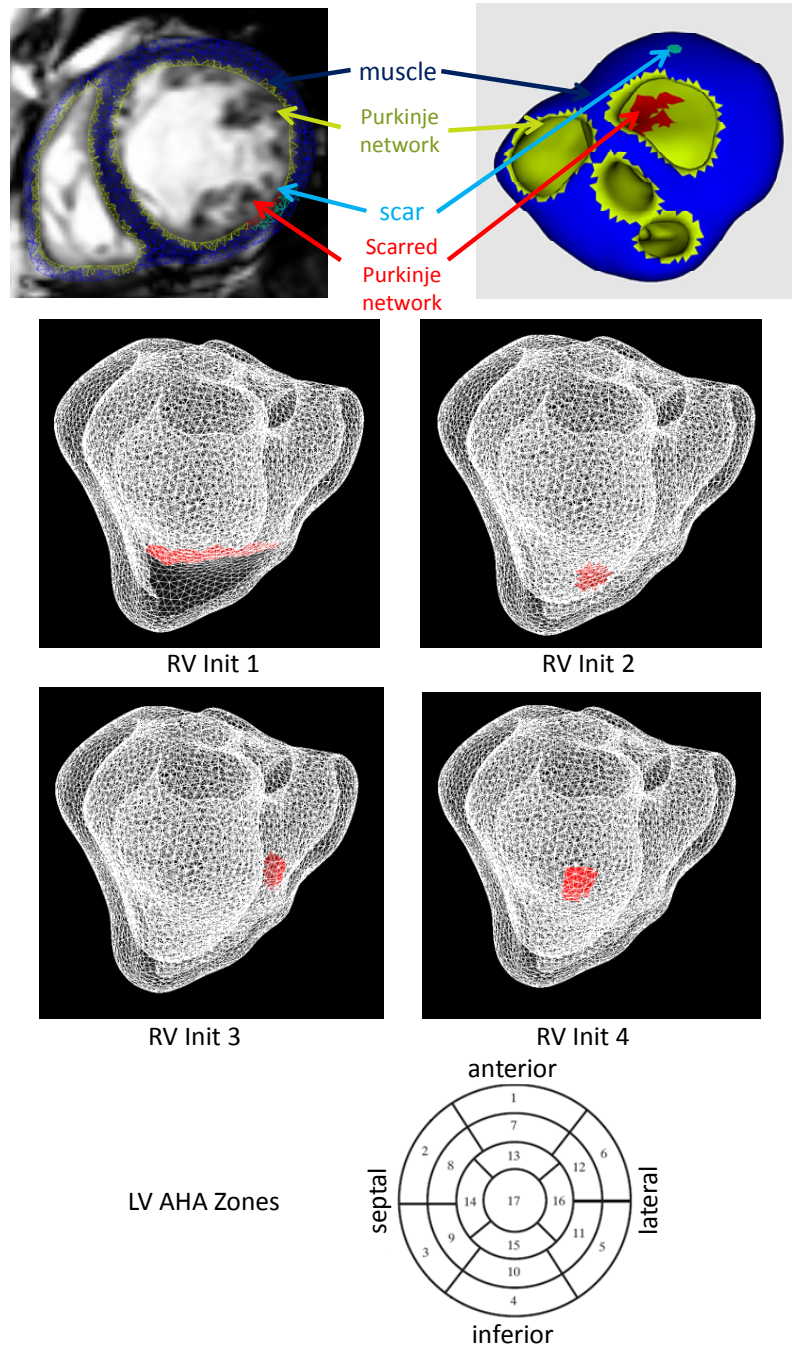 muscle
Purkinje
network
scar
Scarred
Purkinje
network
RV Init 1
RV Init 2
RV Init 3
RV Init 4
anterior
1
7
2
6
13
8
12
LV AHA Zones
septal
14
17
16
lateral
9
11
15
3
5
10
4
inferior